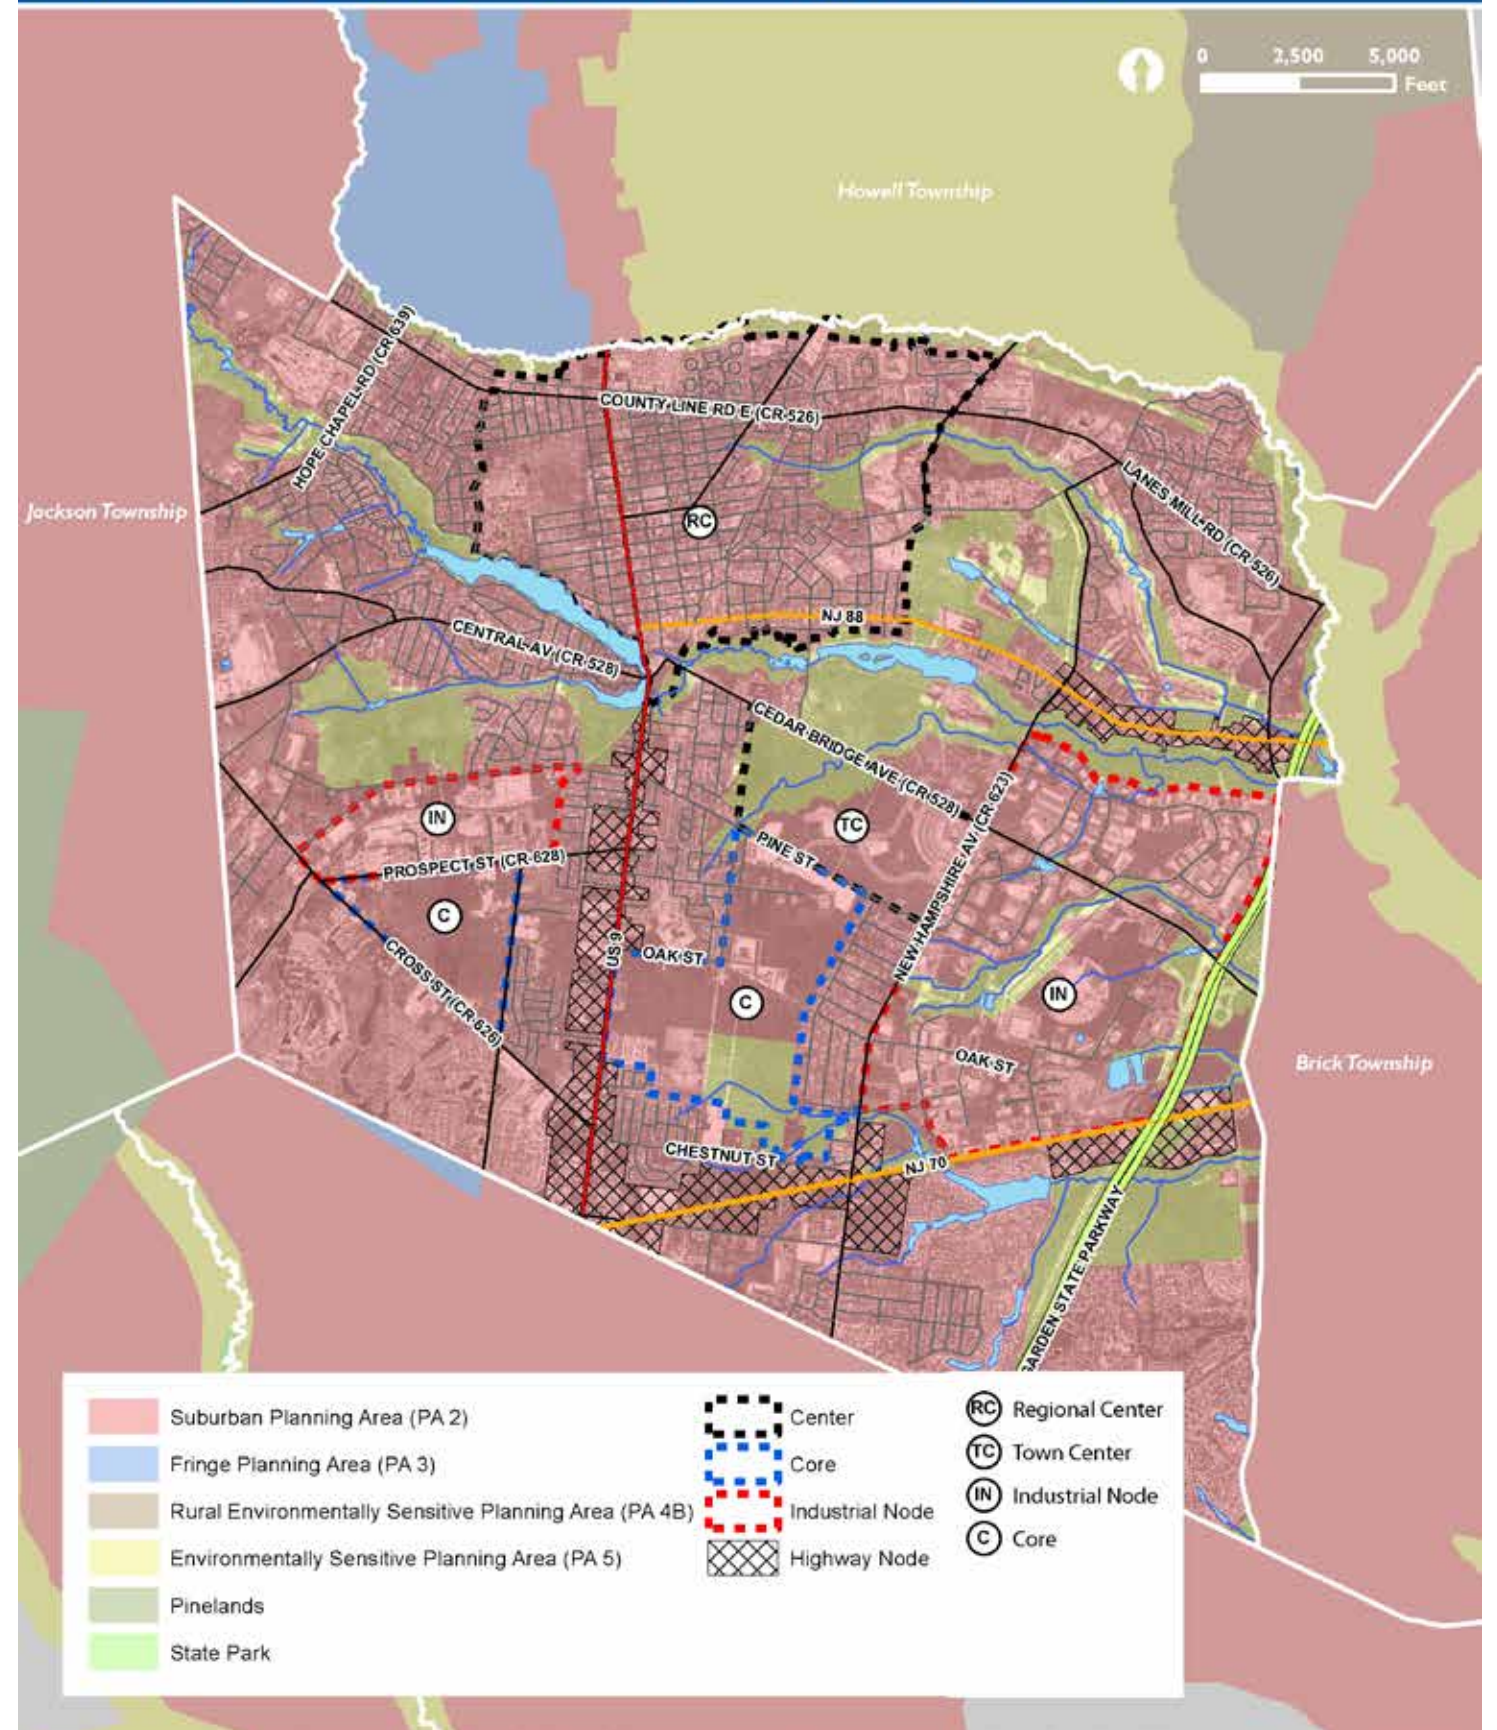 0 2,500 5,000
Feet
Howell Township
HOPE CHAPEL RD (CR 639)
COUNTY LINE RD E (CR 526)
LANES MILL RD (CR 526)
Jackson Township
RC
NJ 88
CENTRAL AV (CR 528)
CEDAR BRIDGE AVE (CR 528)
NEW HAMPSHIRE AV (CR 623)
IN
TC
PINE ST
PROSPECT ST (CR 628)
C
CROSS ST (CR 626)
US 9
OAK ST
C
IN
OAK ST
Brick Township
CHESTNUT ST
NJ 70
GARDEN STATE PARKWAY
Suburban Planning Area (PA 2)
Fringe Planning Area (PA 3)
Rural Environmentally Sensitive Planning Area (PA 4B)
Environmentally Sensitive Planning Area (PA 5)
Pinelands
State Park
Center
Core
Industrial Node
Highway Node
RC Regional Center
TC Town Center
IN Industrial Node
C Core